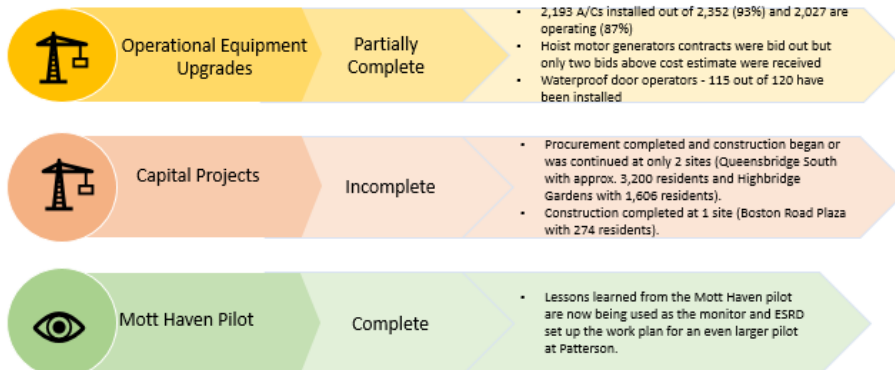 Operational Equipment
Upgrades
Partially
Complete
• 2,193 A/Cs installed out of 2,352 (93%) and 2,027 are
operating (87%)
• Hoist motor generators contracts were bid out but
only two bids above cost estimate were received
• Waterproof door operators - 115 out of 120 have
been installed
Capital Projects
Incomplete
• Procurement completed and construction began or
was continued at only 2 sites (Queensbridge South
with approx. 3,200 residents and Highbridge
Gardens with 1,606 residents).
• Construction completed at 1 site (Boston Road Plaza
with 274 residents).
Mott Haven Pilot
Complete
• Lessons learned from the Mott Haven pilot
are now being used as the monitor and ESRD
set up the work plan for an even larger pilot
at Patterson.